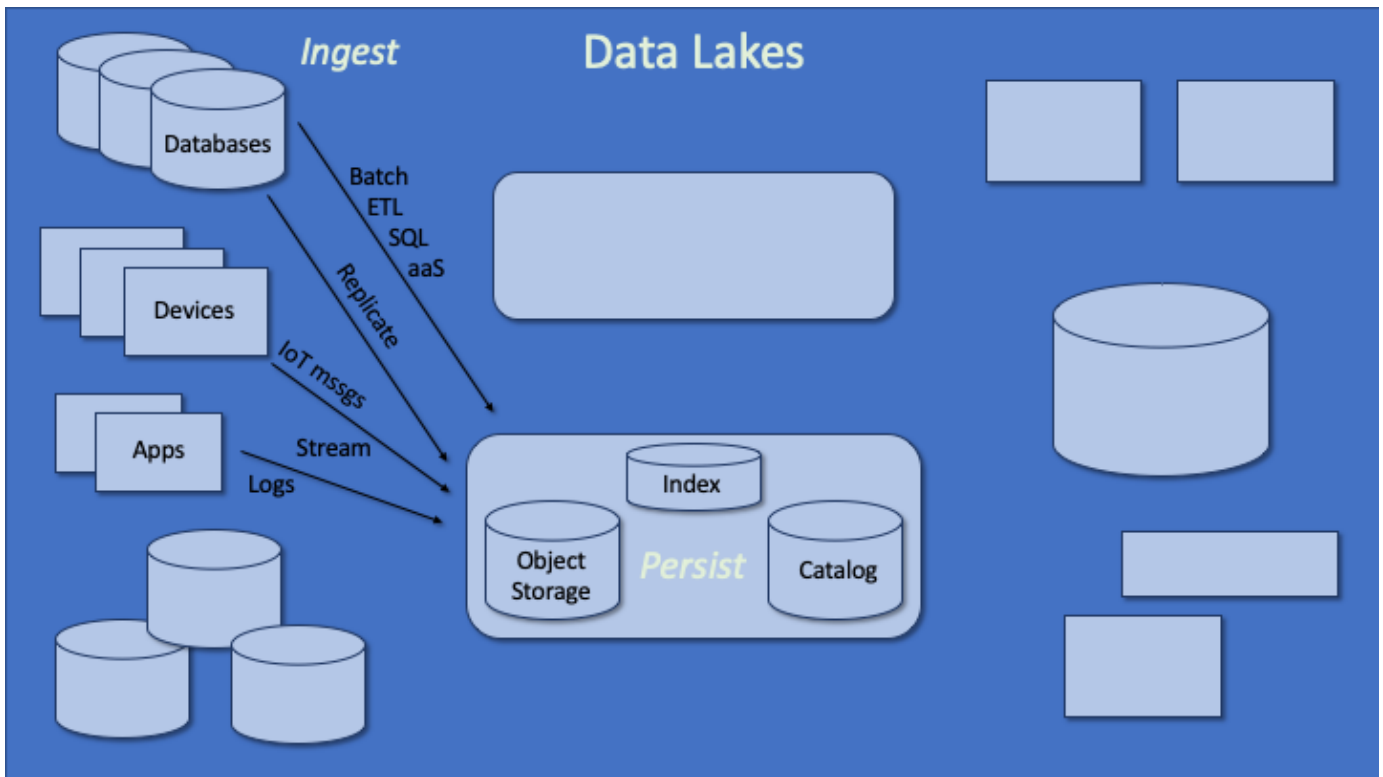 Ingest
Data Lakes
Databases
Batch
ETL
SQL
aaS
Replicate
Devices
IoT mssgs
Apps
Stream
Logs
Index
Object
Storage
Persist
Catalog